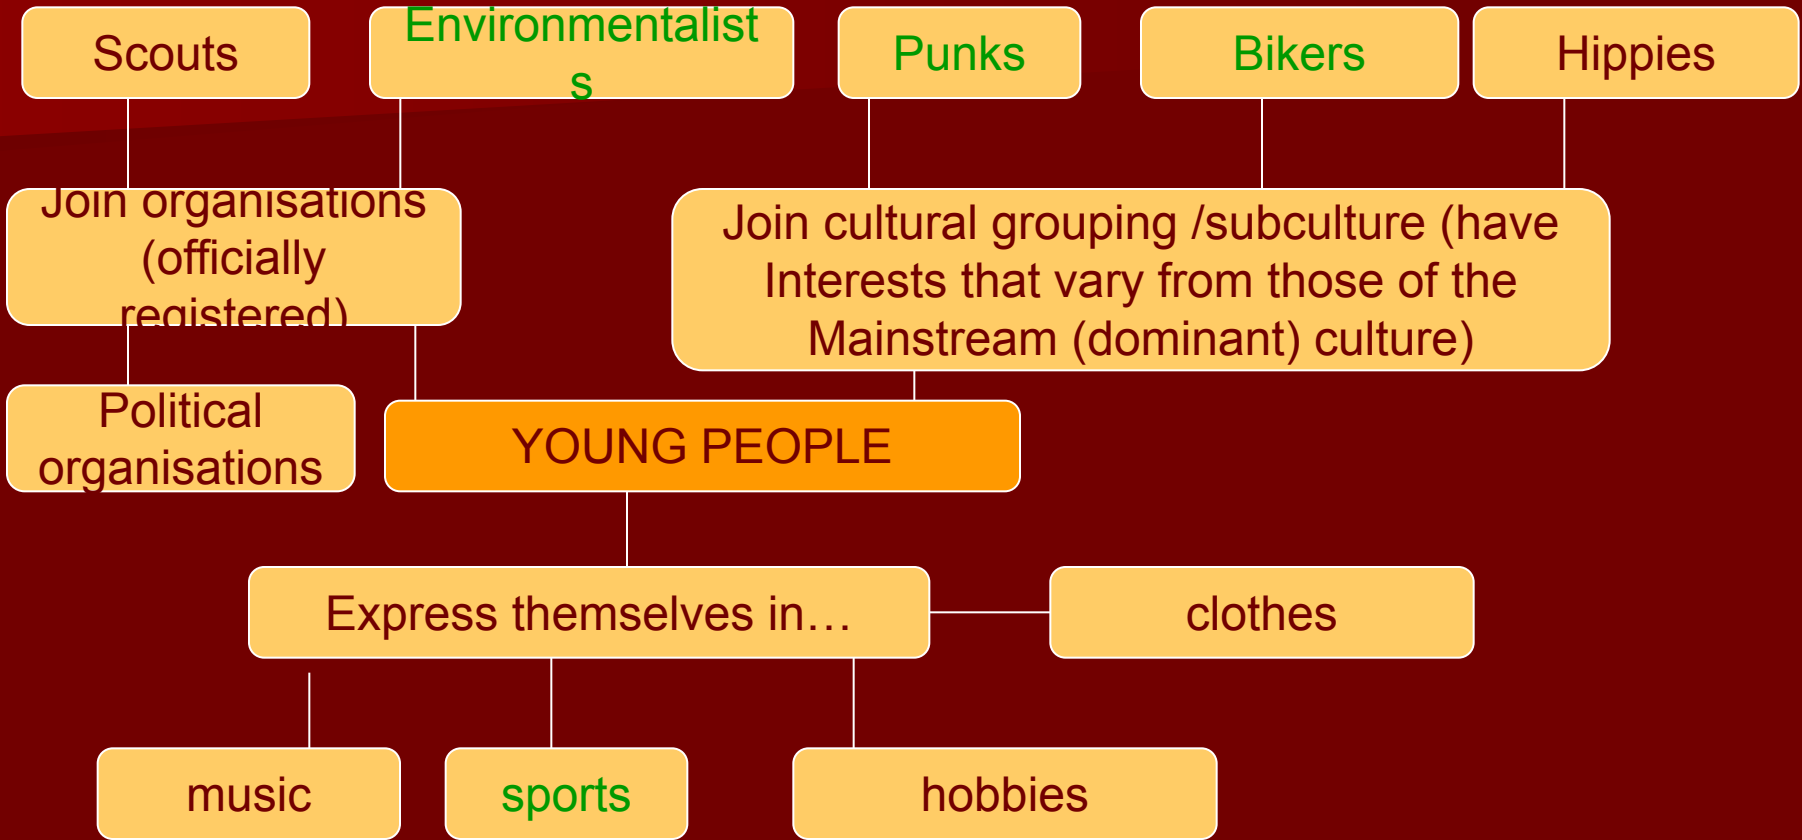 Scouts
Environmentalist
s
Punks
Bikers
Hippies
Join organisations
(officially
registered)
Join cultural grouping /subculture (have
Interests that vary from those of the
Mainstream (dominant) culture)
Political
organisations
YOUNG PEOPLE
Express themselves in…
clothes
music
sports
hobbies